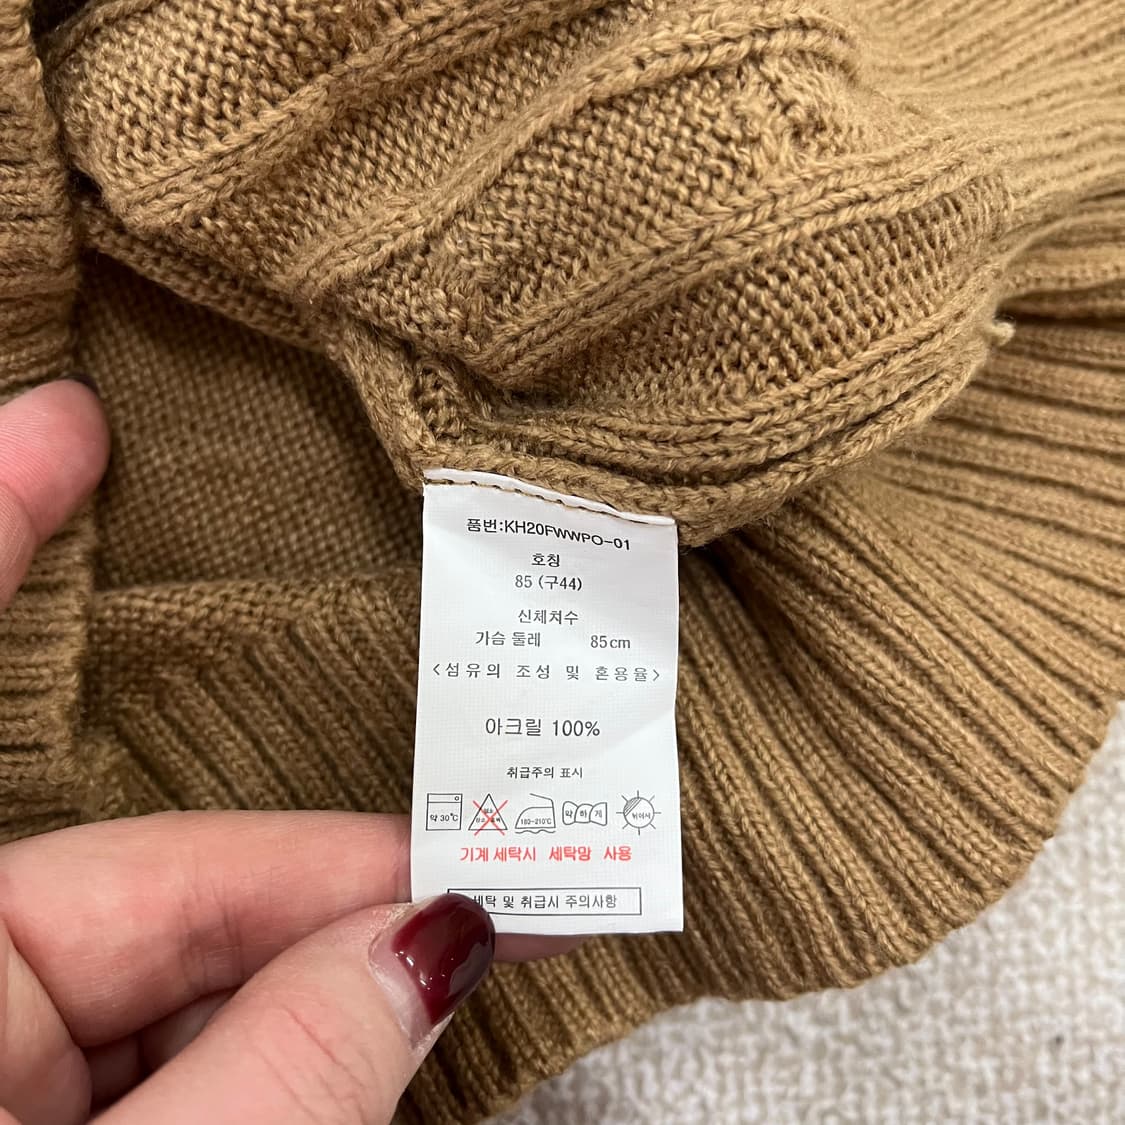 품번:KH20FWWPO-01
호칭
85 (구44)
신체쳐수
가슴 둘레 85cm
<섬유의 조성 및 혼용율>
아크릴 100%
취급주의 표시
약 30℃ 180-210℃ 약하게 뉘어서
기계 세탁시 세탁망 사용
세탁 및 취급시 주의사항